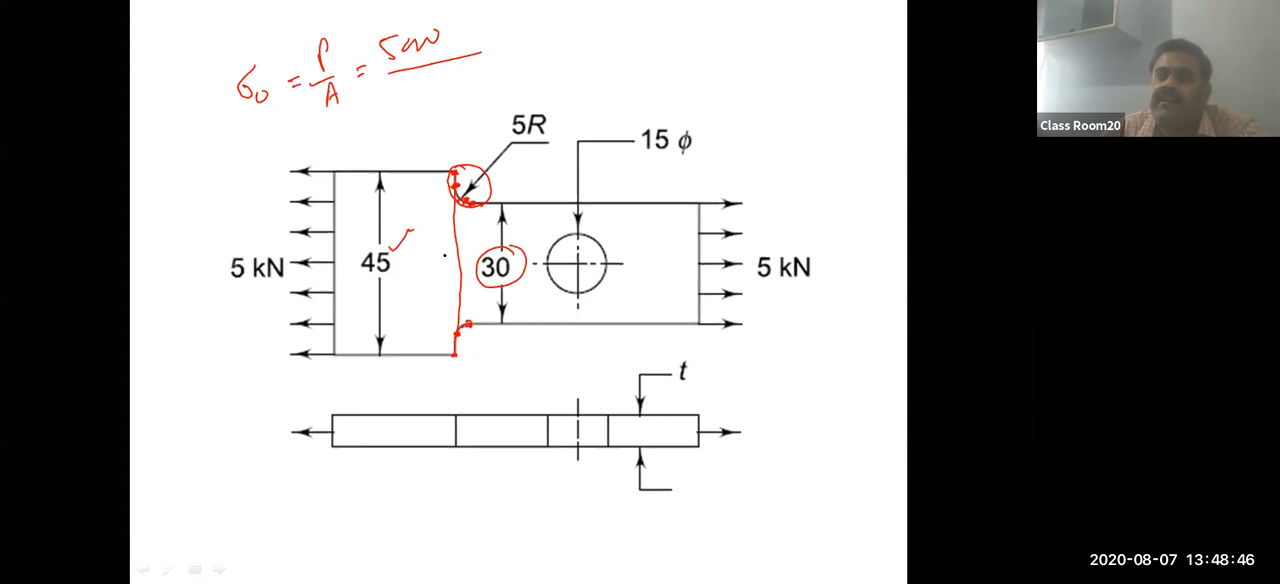 σ₀ = P/A = 5000
5R
15 ϕ
45
30
5 kN
5 kN
t
Class Room20
2020-08-07 13:48:46